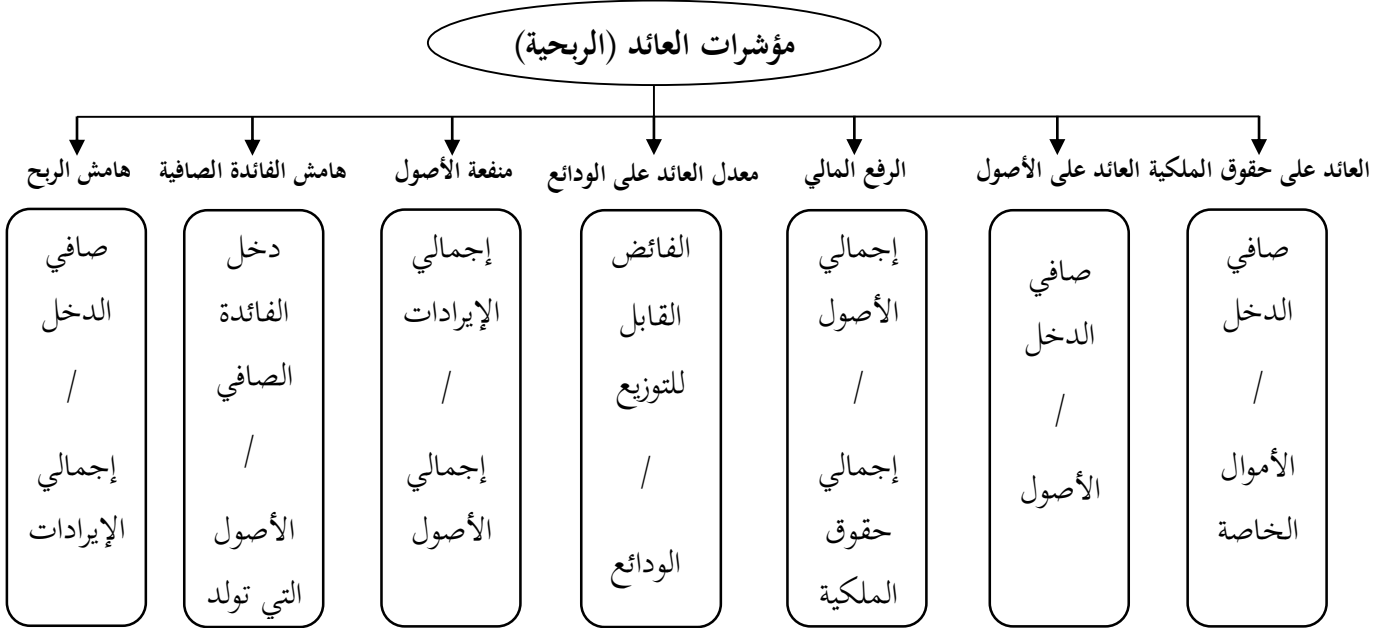 مؤشرات العائد (الربحية)
العائد على حقوق الملكية
العائد على الأصول
الرفع المالي
معدل العائد على الودائع
منفعة الأصول
هامش الفائدة الصافية
هامش الربح
صافي
الدخل
/
الأموال
الخاصة
صافي
الدخل
/
الأصول
إجمالي
الأصول
/
إجمالي
حقوق
الملكية
الفائض
القابل
للتوزيع
/
الودائع
إجمالي
الإيرادات
/
إجمالي
الأصول
دخل
الفائدة
الصافي
/
الأصول
التي تولد
صافي
الدخل
/
إجمالي
الإيرادات